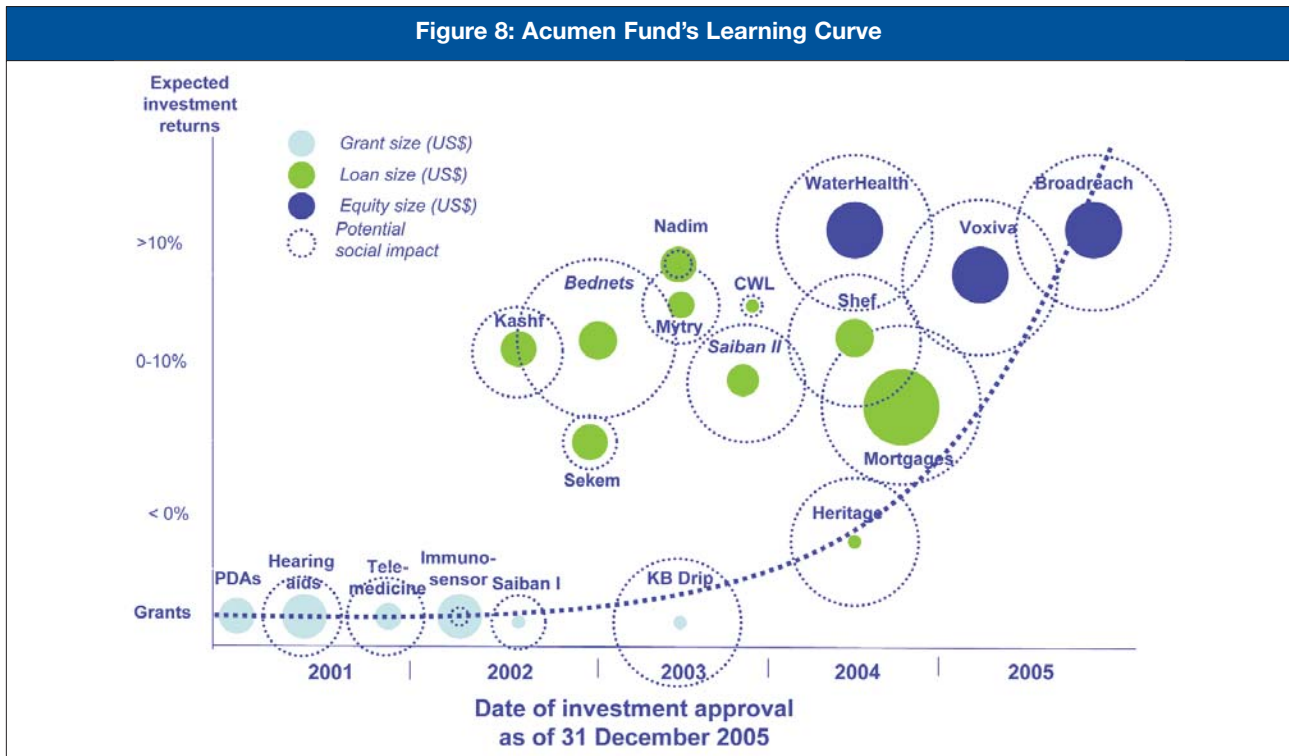 Figure 8: Acumen Fund's Learning Curve
Expected
investment
returns
Grant size (US$)
Loan size (US$)
Equity size (US$)
Potential
social impact
>10%
0-10%
< 0%
Grants
WaterHealth
Broadreach
Nadim
Voxiva
Bednets
CWL
Shef
Kashf
Mytry
Saiban II
Mortgages
Sekem
Heritage
PDAs
Hearing
aids
Tele-
medicine
Immuno-
sensor
Saiban I
KB Drip
2001 | 2002 | 2003 | 2004 | 2005
Date of investment approval
as of 31 December 2005